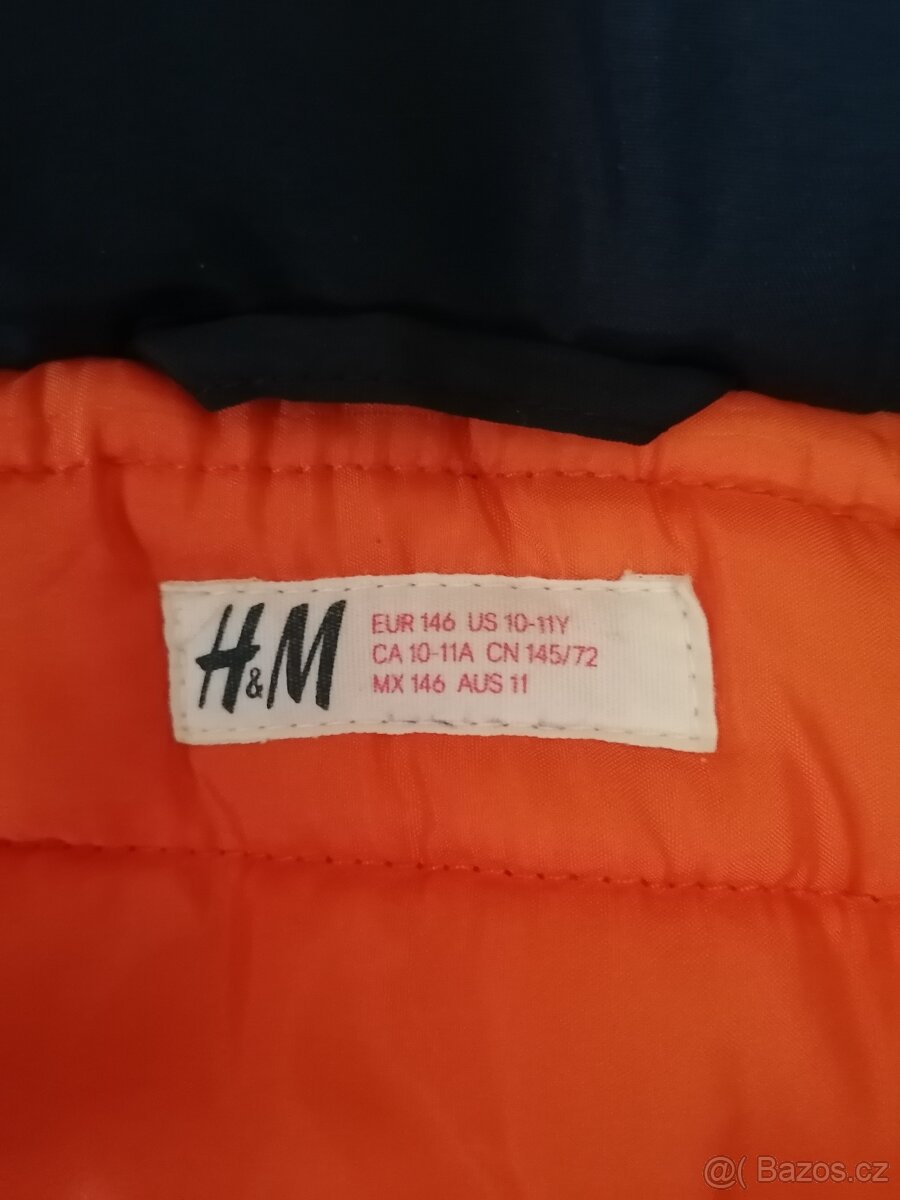 H&M
EUR 146 US 10-11Y
CA 10-11A CN 145/72
MX 146 AUS 11
@( Bazos.cz